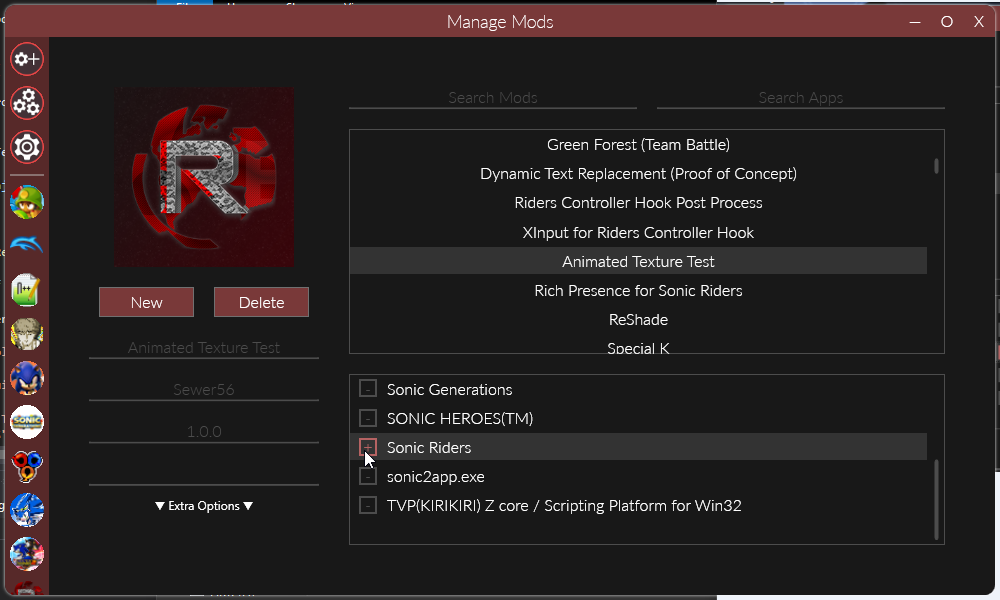 Manage Mods
Search Mods
Search Apps
Green Forest (Team Battle)
Dynamic Text Replacement (Proof of Concept)
Riders Controller Hook Post Process
XInput for Riders Controller Hook
Animated Texture Test
Rich Presence for Sonic Riders
ReShade
Special K
New
Delete
Animated Texture Test
Sewer56
1.0.0
▼ Extra Options ▼
- Sonic Generations
- SONIC HEROES(TM)
+ Sonic Riders
- sonic2app.exe
- TVP(KIRIKIRI) Z core / Scripting Platform for Win32